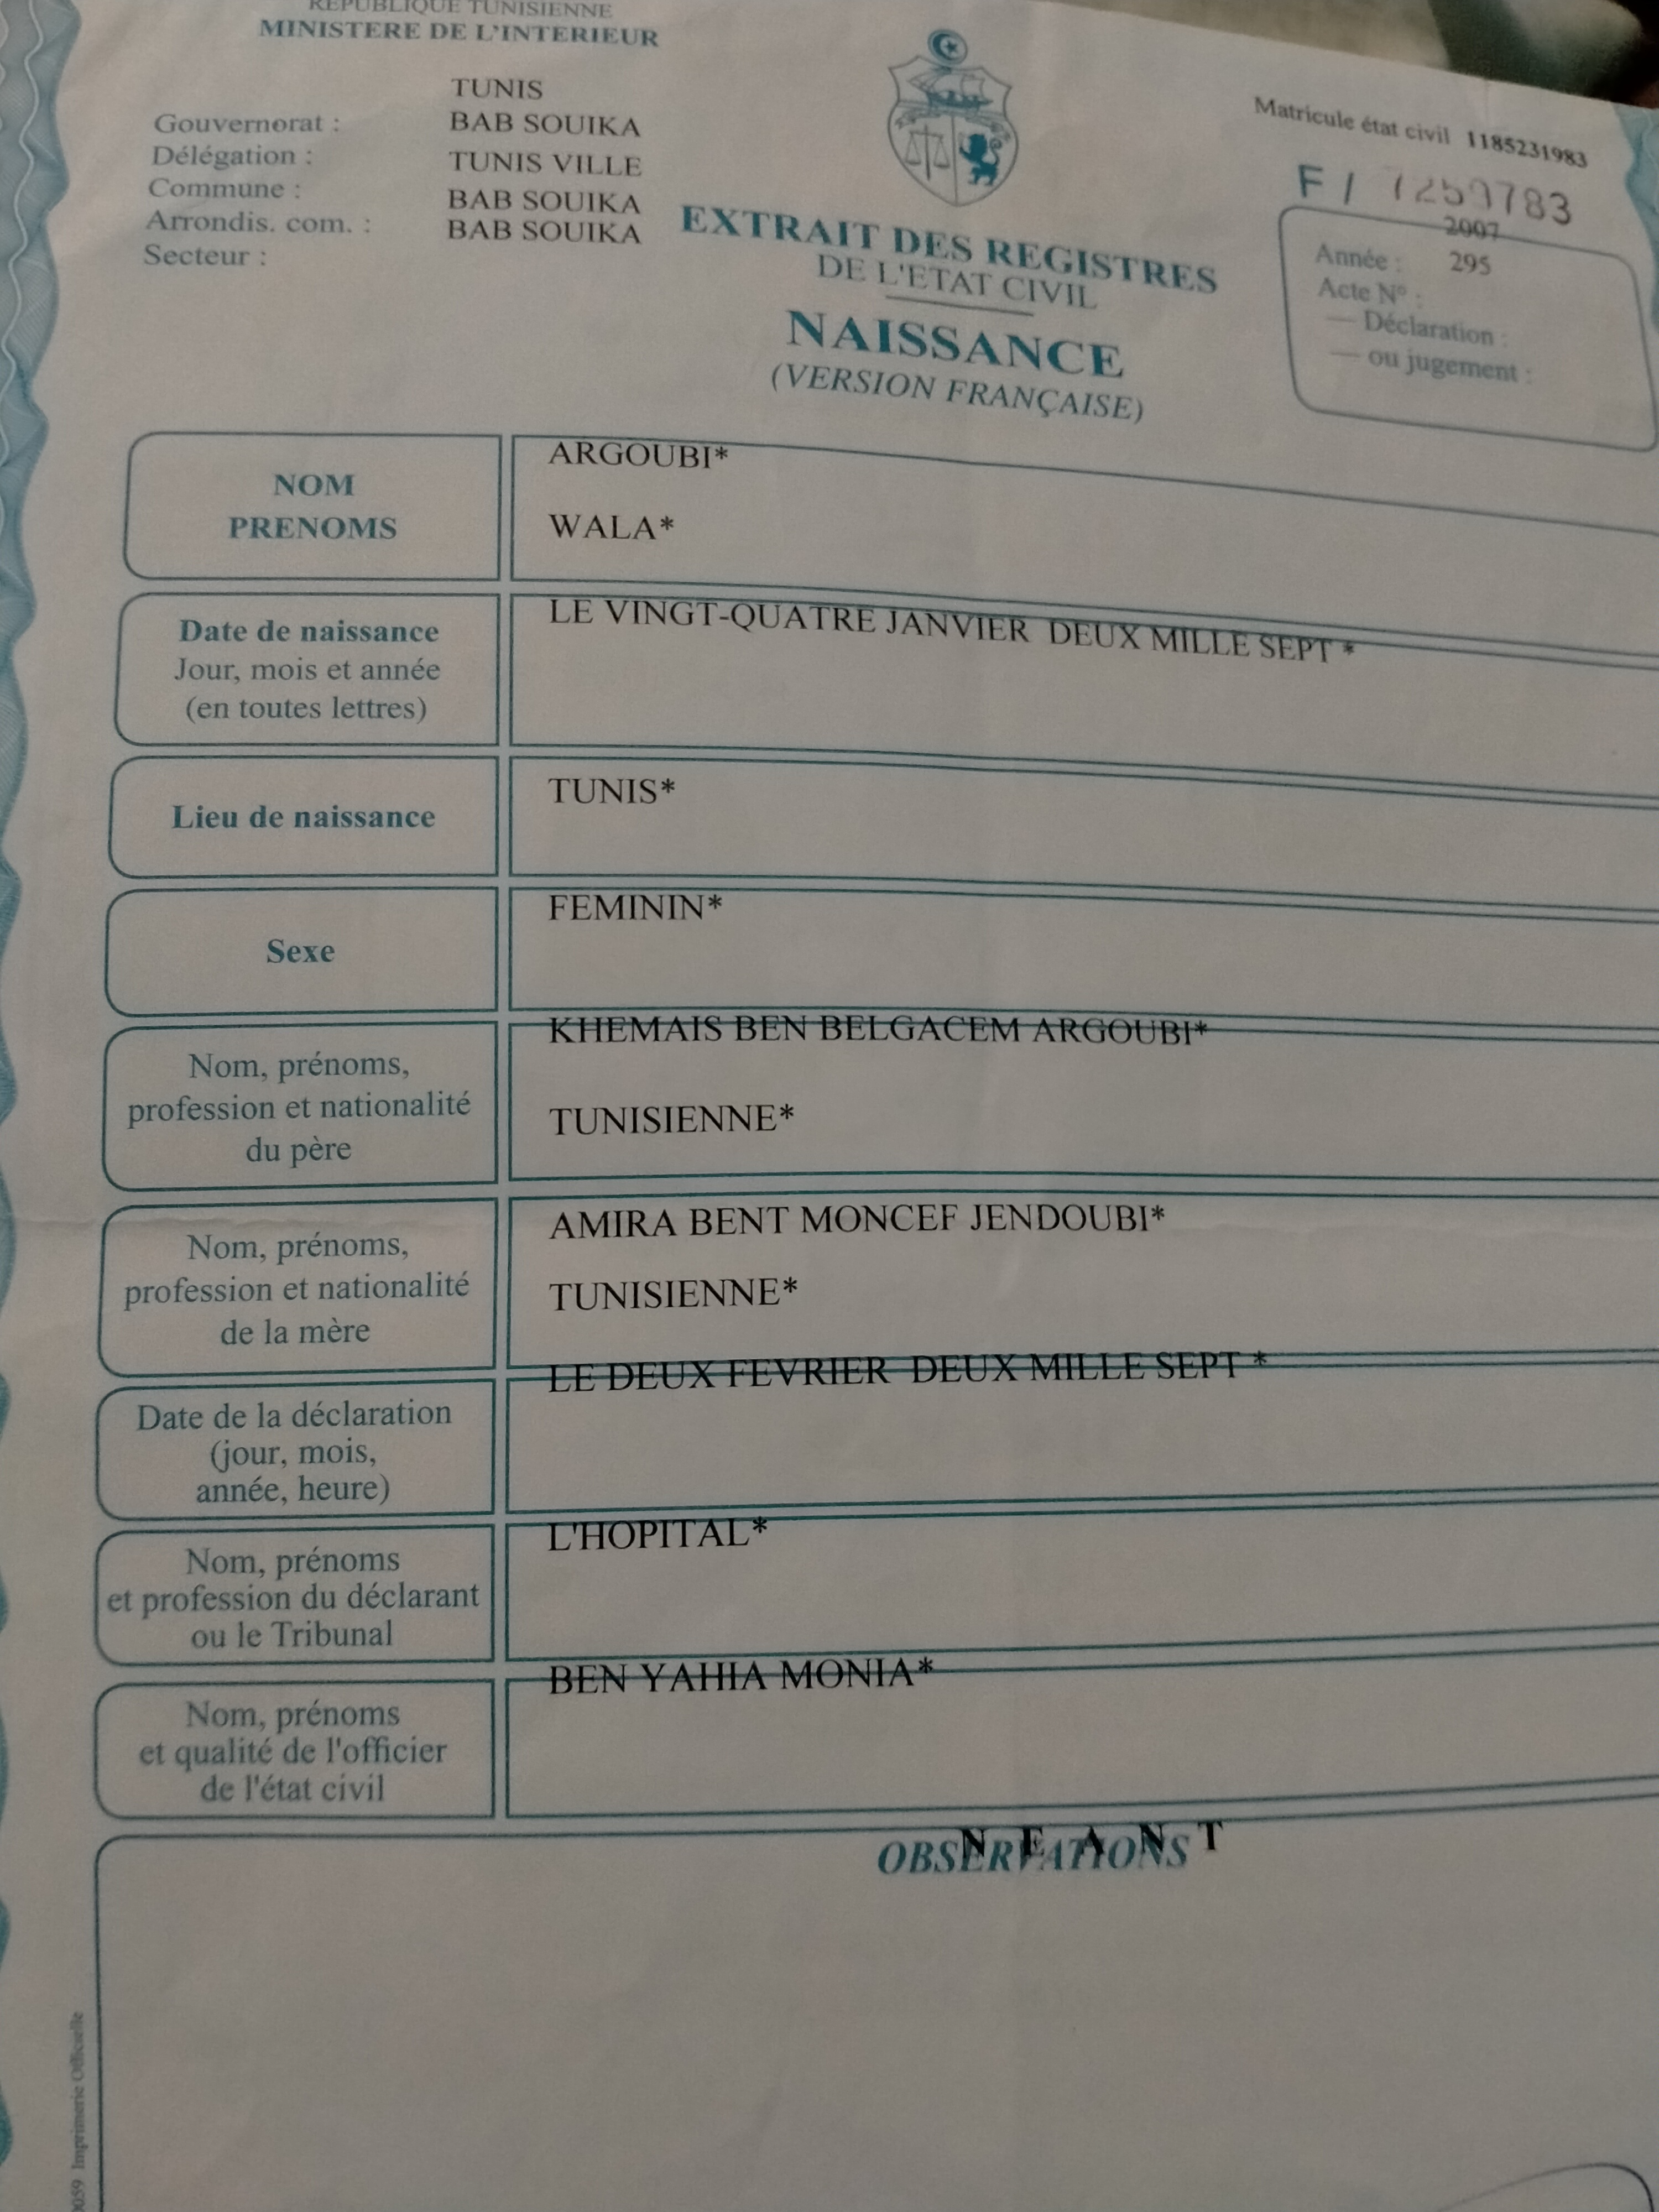 REPUBLIQUE TUNISIENNE
MINISTERE DE L'INTERIEUR
TUNIS
Gouvernorat : BAB SOUIKA
Délégation : TUNIS VILLE
Commune : BAB SOUIKA
Arrondis. com. : BAB SOUIKA
Secteur :
EXTRAIT DES REGISTRES
DE L'ETAT CIVIL
NAISSANCE
(VERSION FRANÇAISE)
Matricule état civil 1185231983
F / 7259783
2007
Année : 295
Acte N° :
— Déclaration :
— ou jugement :
NOM
PRENOMS
ARGOUBI*
WALA*
Date de naissance
Jour, mois et année
(en toutes lettres)
LE VINGT-QUATRE JANVIER DEUX MILLE SEPT *
Lieu de naissance
TUNIS*
Sexe
FEMININ*
Nom, prénoms,
profession et nationalité
du père
KHEMAIS BEN BELGACEM ARGOUBI*
TUNISIENNE*
Nom, prénoms,
profession et nationalité
de la mère
AMIRA BENT MONCEF JENDOUBI*
TUNISIENNE*
Date de la déclaration
(jour, mois,
année, heure)
LE DEUX FEVRIER DEUX MILLE SEPT *
Nom, prénoms
et profession du déclarant
ou le Tribunal
L'HOPITAL*
Nom, prénoms
et qualité de l'officier
de l'état civil
BEN YAHIA MONIA*
OBSERVATIONS
N E A N T
Imprimerie Officielle